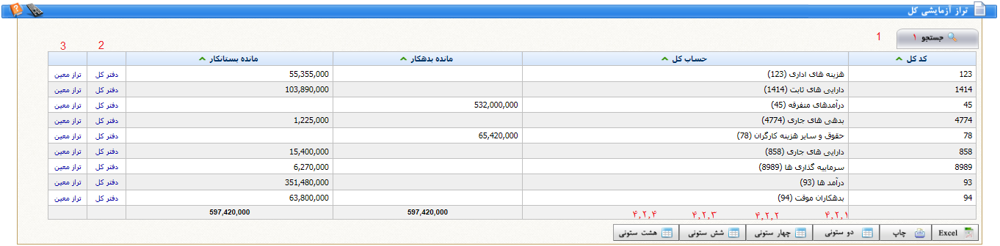 تراز آزمایشی کل
جستجو ۱ 1
2 3
کد کل حساب کل مانده بدهکار مانده بستانکار
123 هزینه های اداری (123) 55,355,000 دفتر کل تراز معین
1414 دارایی های ثابت (1414) 103,890,000 دفتر کل تراز معین
45 درآمدهای متفرقه (45) 532,000,000 دفتر کل تراز معین
4774 بدهی های جاری (4774) 1,225,000 دفتر کل تراز معین
78 حقوق و سایر هزینه کارگران (78) 65,420,000 دفتر کل تراز معین
858 دارایی های جاری (858) 15,400,000 دفتر کل تراز معین
8989 سرماییه گذاری ها (8989) 6,270,000 دفتر کل تراز معین
93 درآمد ها (93) 351,480,000 دفتر کل تراز معین
94 بدهکاران موقت (94) 63,800,000 دفتر کل تراز معین
597,420,000 597,420,000
۴,۲,۱ ۴,۲,۲ ۴,۲,۳ ۴,۲,۴
Excel چاپ دو ستونی چهار ستونی شش ستونی هشت ستونی